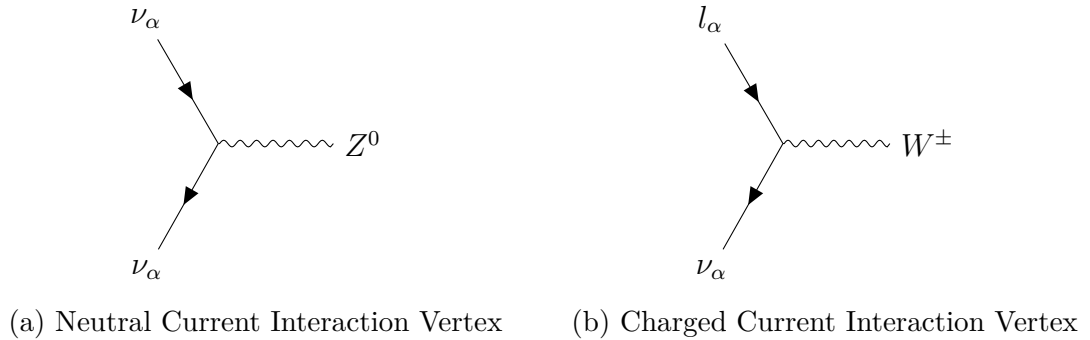 ν_α
Z^0
ν_α
(a) Neutral Current Interaction Vertex
l_α
W^±
ν_α
(b) Charged Current Interaction Vertex